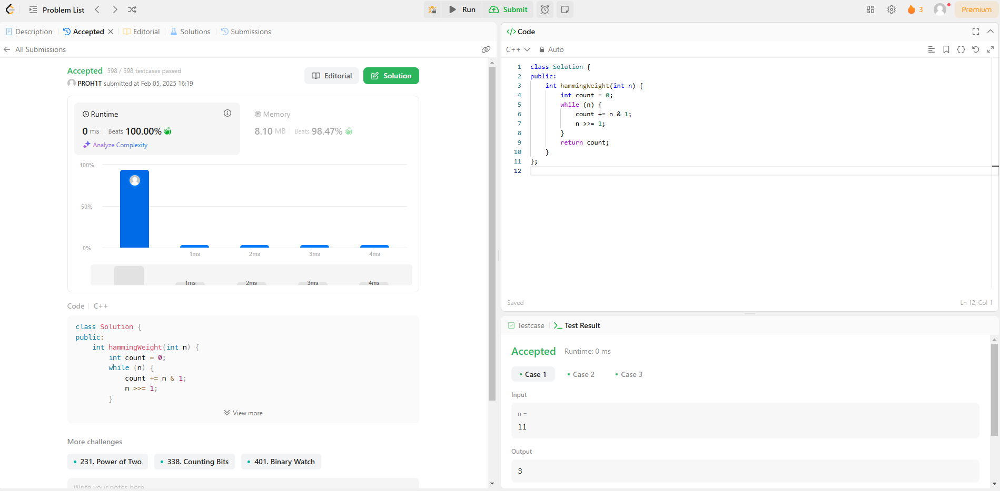 Problem List
Run
Submit
3
Premium
Description
Accepted
Editorial
Solutions
Submissions
All Submissions
Accepted 598 / 598 testcases passed
PROH1T submitted at Feb 05, 2025 16:19
Editorial
Solution
Runtime
0 ms Beats 100.00%
Analyze Complexity
Memory
8.10 MB Beats 98.47%
100%
50%
0%
1ms 2ms 3ms 4ms
1ms 2ms 3ms 4ms
Code C++
class Solution {
public:
    int hammingWeight(int n) {
        int count = 0;
        while (n) {
            count += n & 1;
            n >>= 1;
        }
View more
More challenges
231. Power of Two
338. Counting Bits
401. Binary Watch
Write your notes here
</> Code
C++ Auto
1 class Solution {
2 public:
3     int hammingWeight(int n) {
4         int count = 0;
5         while (n) {
6             count += n & 1;
7             n >>= 1;
8         }
9         return count;
10     }
11 };
12
Saved
Ln 12, Col 1
Testcase
Test Result
Accepted Runtime: 0 ms
Case 1
Case 2
Case 3
Input
n =
11
Output
3